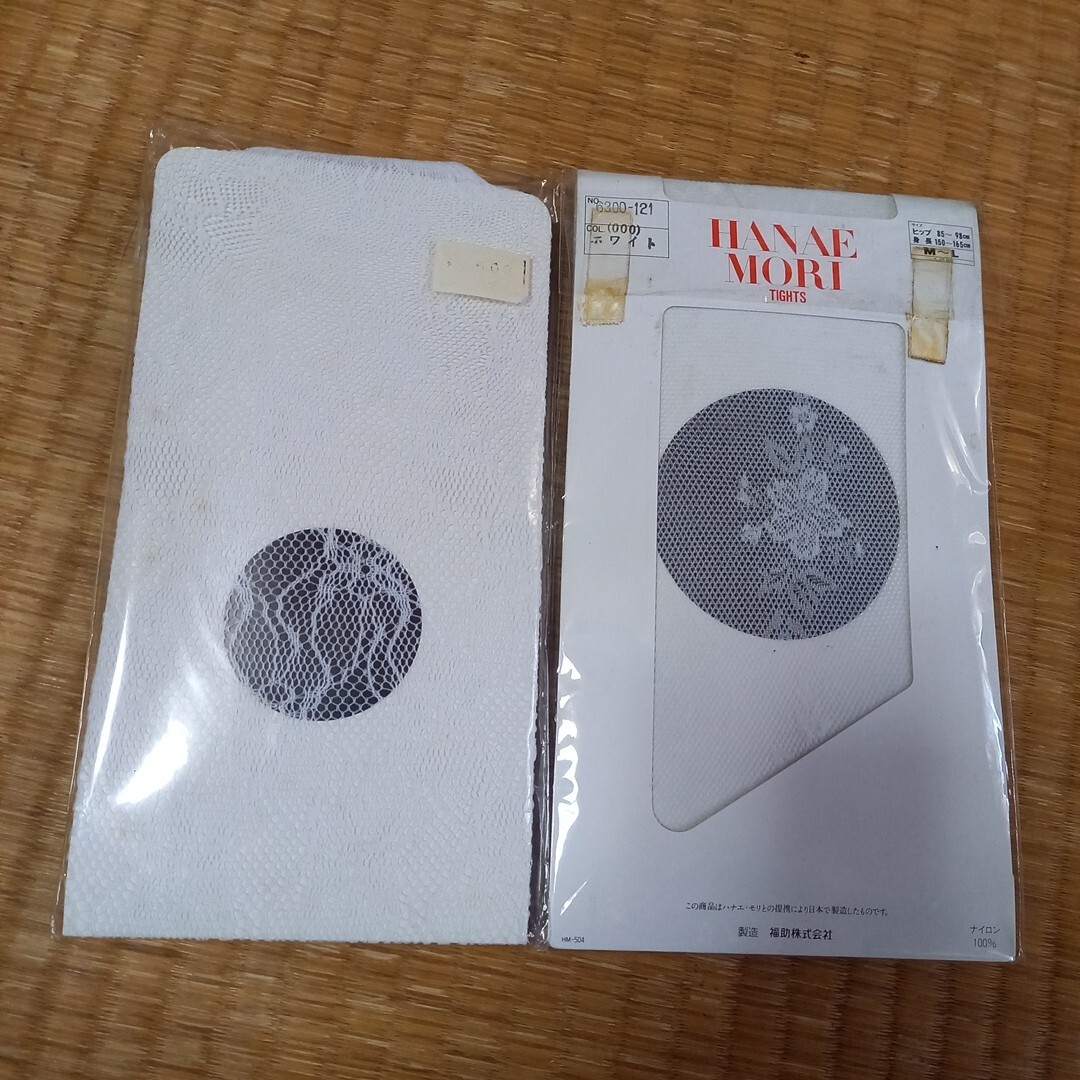 NO.
6300-121
COL (000)
ホワイト
HANAE
MORI
TIGHTS
サイズ
ヒップ 85~98cm
身長 150~165cm
M~L
この商品はハナエ・モリとの提携により日本で製造したものです。
製造 福助株式会社
HM-504
ナイロン
100%